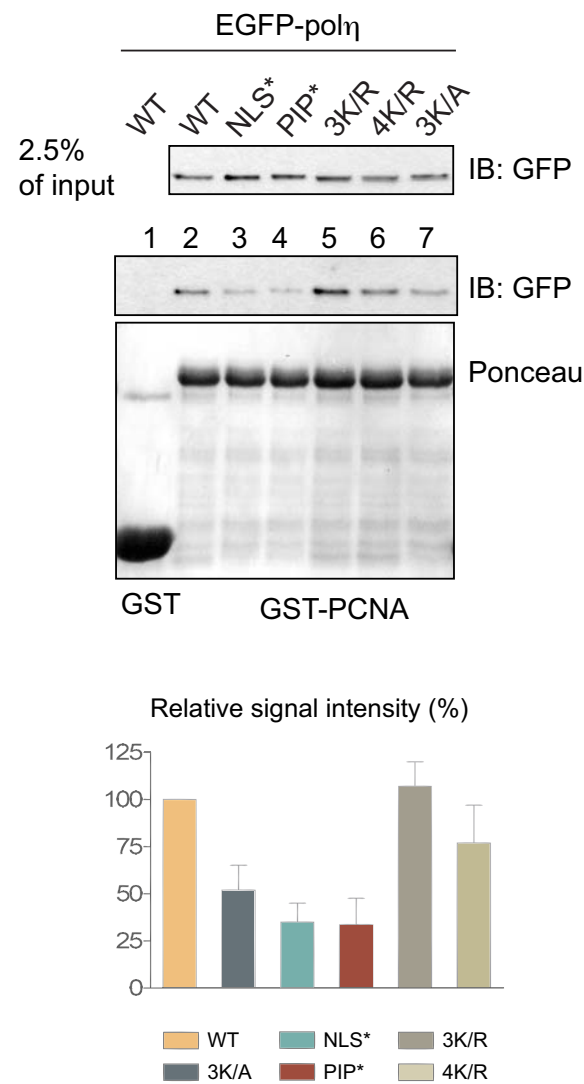 EGFP-polη
WT WT NLS* PIP* 3K/R 4K/R 3K/A
2.5%
of input
IB: GFP
1 2 3 4 5 6 7
IB: GFP
Ponceau
GST GST-PCNA
Relative signal intensity (%)
125
100
75
50
25
0
WT NLS* 3K/R
3K/A PIP* 4K/R